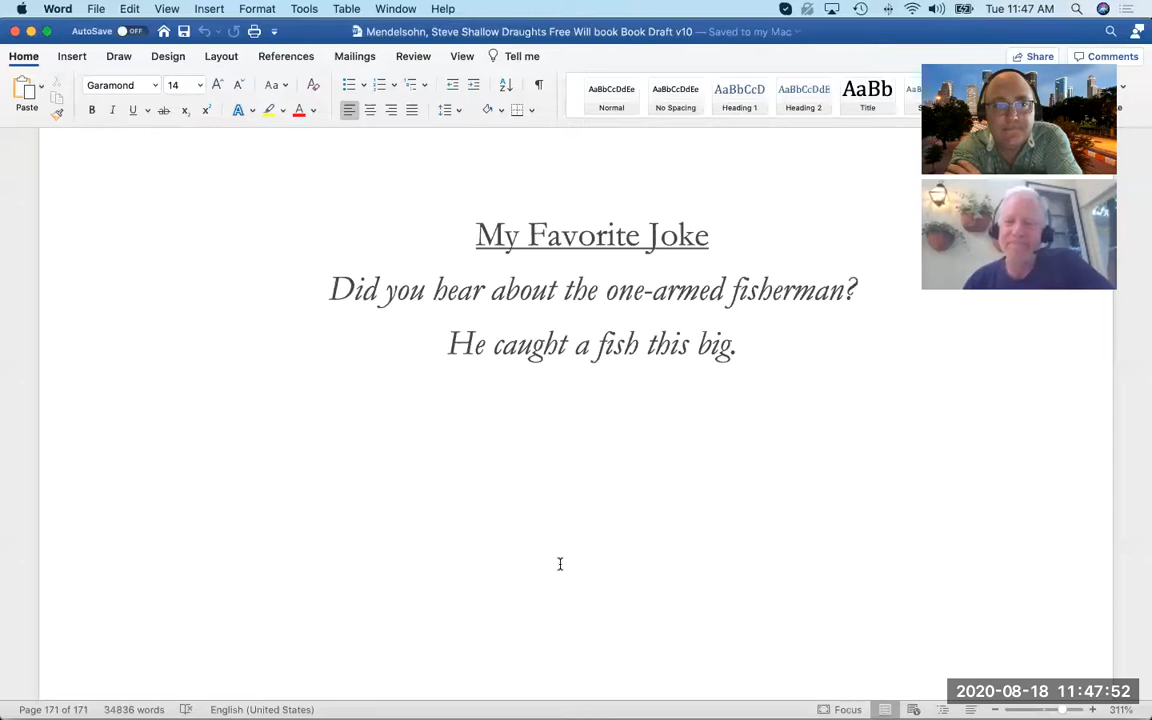 Word File Edit View Insert Format Tools Table Window Help Tue 11:47 AM
AutoSave OFF Mendelsohn, Steve Shallow Draughts Free Will book Book Draft v10 — Saved to my Mac
Home Insert Draw Design Layout References Mailings Review View Tell me Share Comments
Garamond 14 Aa AaBbCcDdEe AaBbCcDdEe AaBbCcD AaBbCcDdE AaBb
Paste B I U ab x₂ x² A A Normal No Spacing Heading 1 Heading 2 Title
My Favorite Joke
Did you hear about the one-armed fisherman?
He caught a fish this big.
2020-08-18 11:47:52
Page 171 of 171 34836 words English (United States) Focus 311%